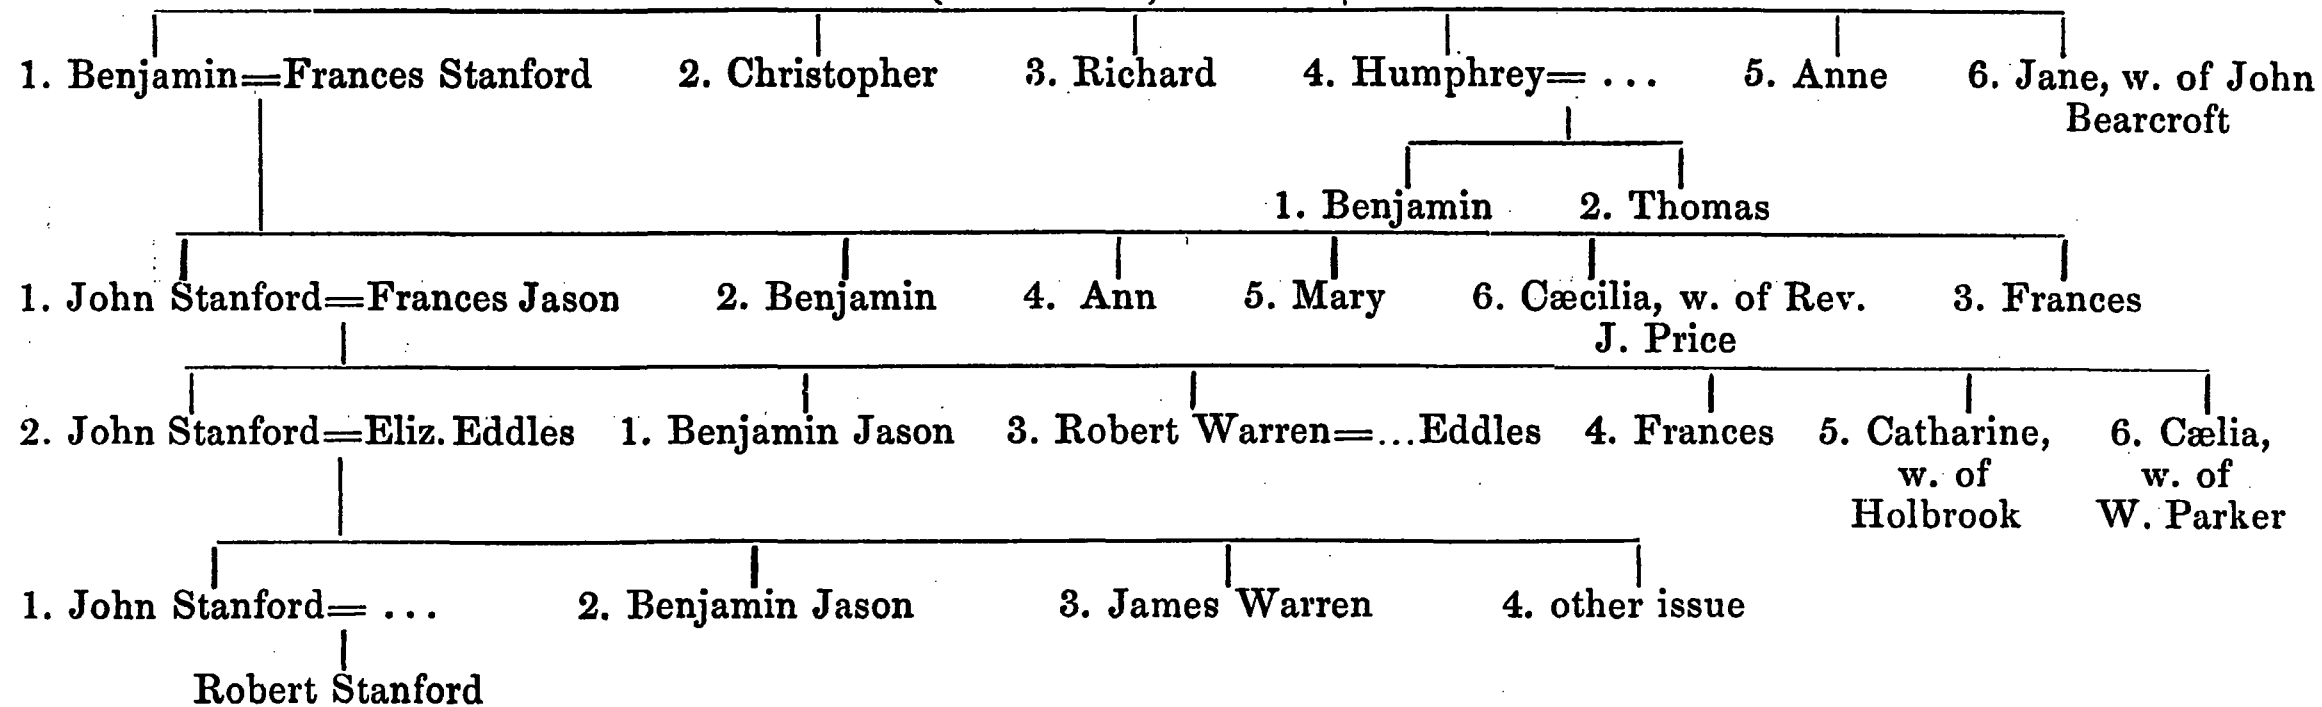 1. Benjamin=Frances Stanford 2. Christopher 3. Richard 4. Humphrey= ... 5. Anne 6. Jane, w. of John
Bearcroft
1. Benjamin 2. Thomas
1. John Stanford=Frances Jason 2. Benjamin 4. Ann 5. Mary 6. Cæcilia, w. of Rev. 3. Frances
J. Price
2. John Stanford=Eliz. Eddles 1. Benjamin Jason 3. Robert Warren=...Eddles 4. Frances 5. Catharine, 6. Cælia,
w. of w. of
Holbrook W. Parker
1. John Stanford= ... 2. Benjamin Jason 3. James Warren 4. other issue
Robert Stanford